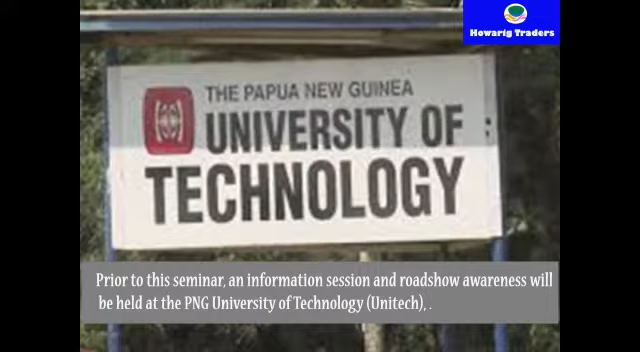 Howarig Traders
THE PAPUA NEW GUINEA
UNIVERSITY OF
TECHNOLOGY
Prior to this seminar, an information session and roadshow awareness will
be held at the PNG University of Technology (Unitech), .